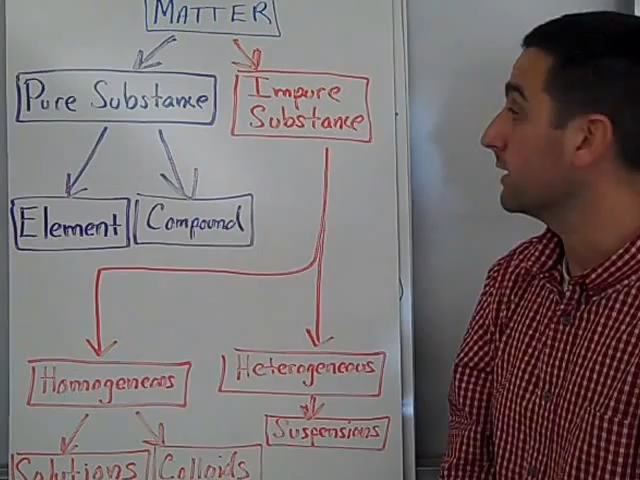 MATTER
Pure Substance
Impure
Substance
Element
Compound
Homogeneous
Heterogeneous
Suspensions
Solutions
Colloids